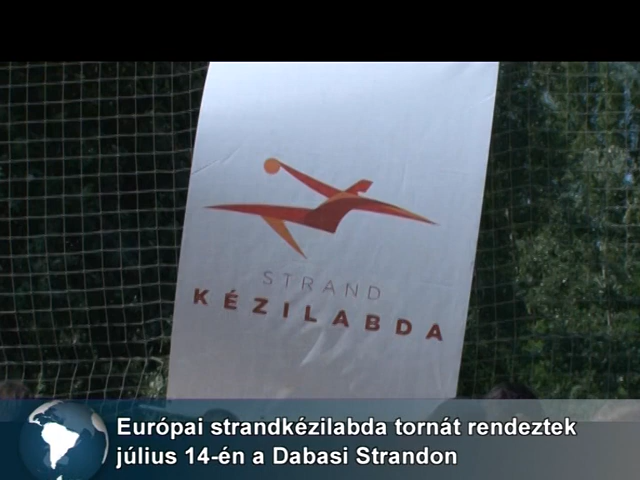 STRAND
KÉZILABDA
Európai strandkézilabda tornát rendeztek
július 14-én a Dabasi Strandon